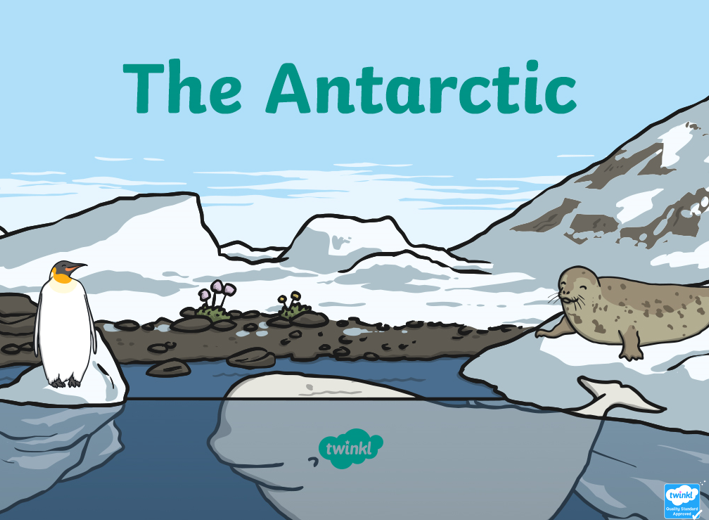 The Antarctic
twinkl
twinkl
Quality Standard
Approved